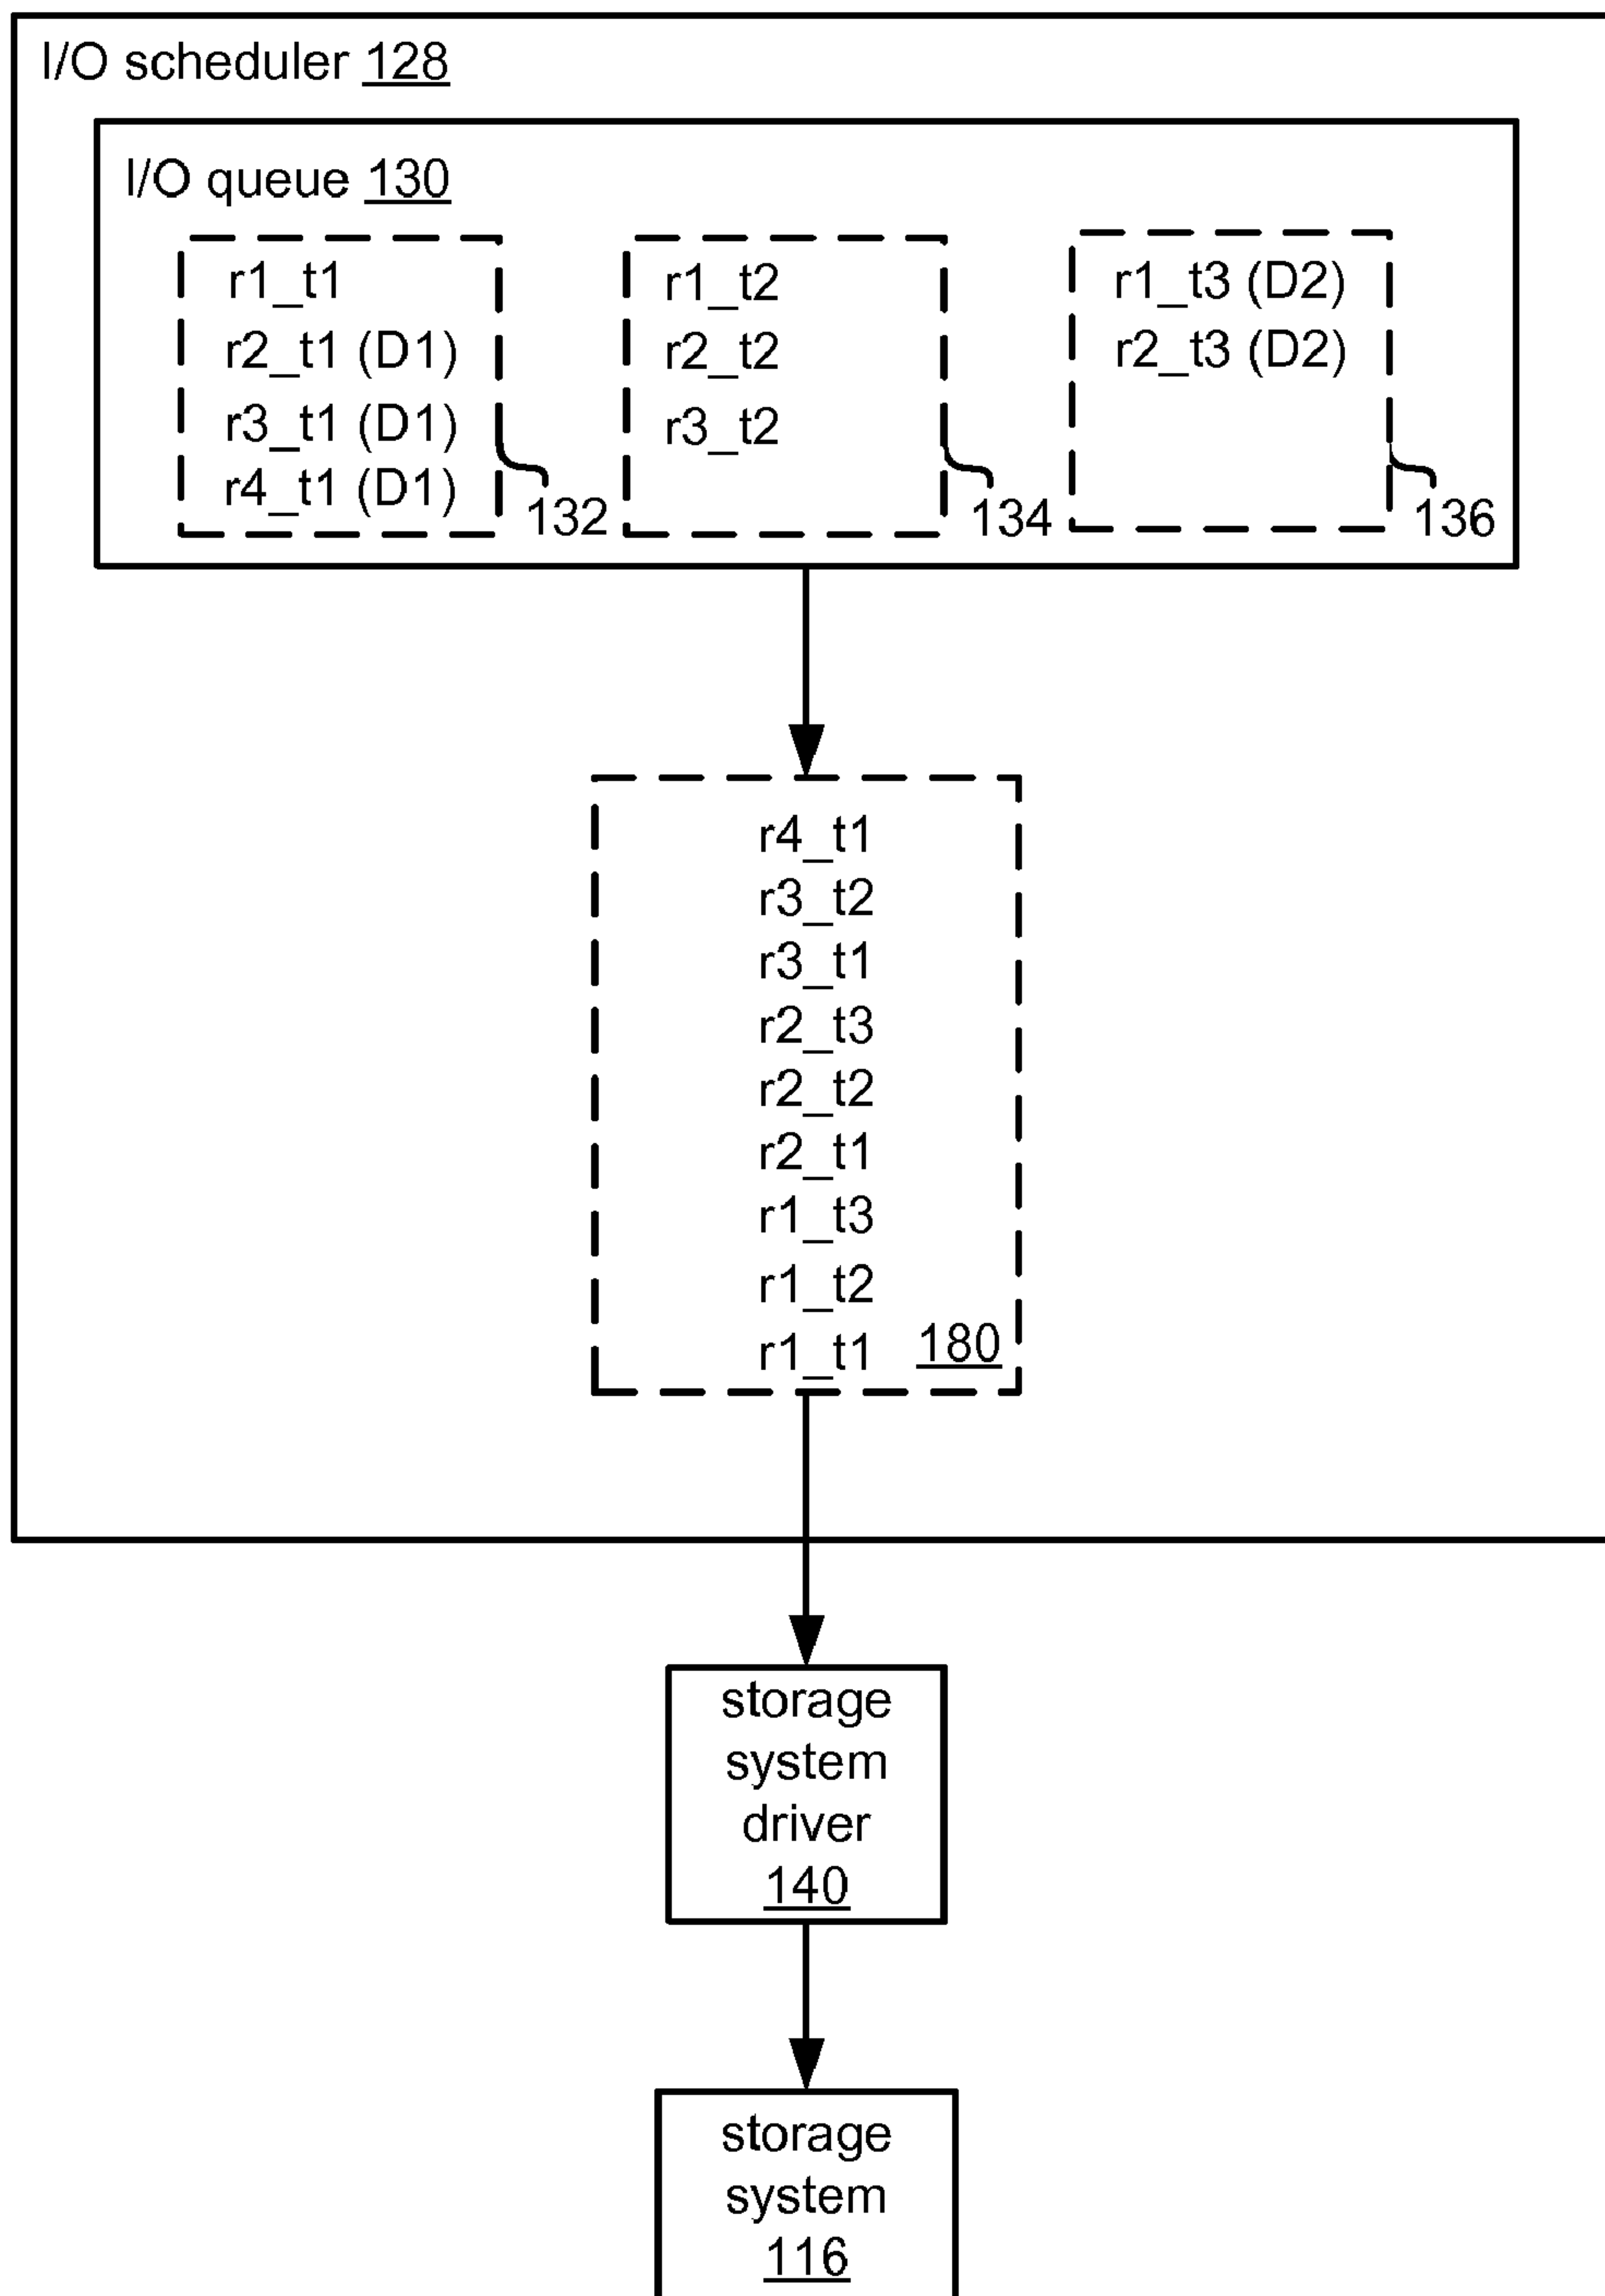 I/O scheduler 128
I/O queue 130
r1_t1
r2_t1 (D1)
r3_t1 (D1)
r4_t1 (D1)
132
r1_t2
r2_t2
r3_t2
134
r1_t3 (D2)
r2_t3 (D2)
136
r4_t1
r3_t2
r3_t1
r2_t3
r2_t2
r2_t1
r1_t3
r1_t2
r1_t1
180
storage
system
driver
140
storage
system
116